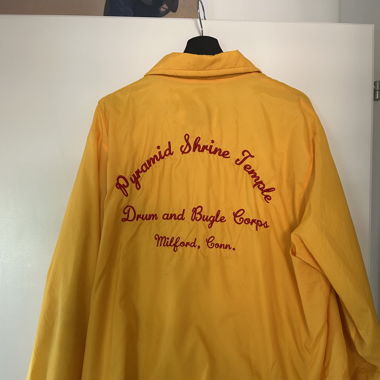 Pyramid Shrine Temple
Drum and Bugle Corps
Milford, Conn.